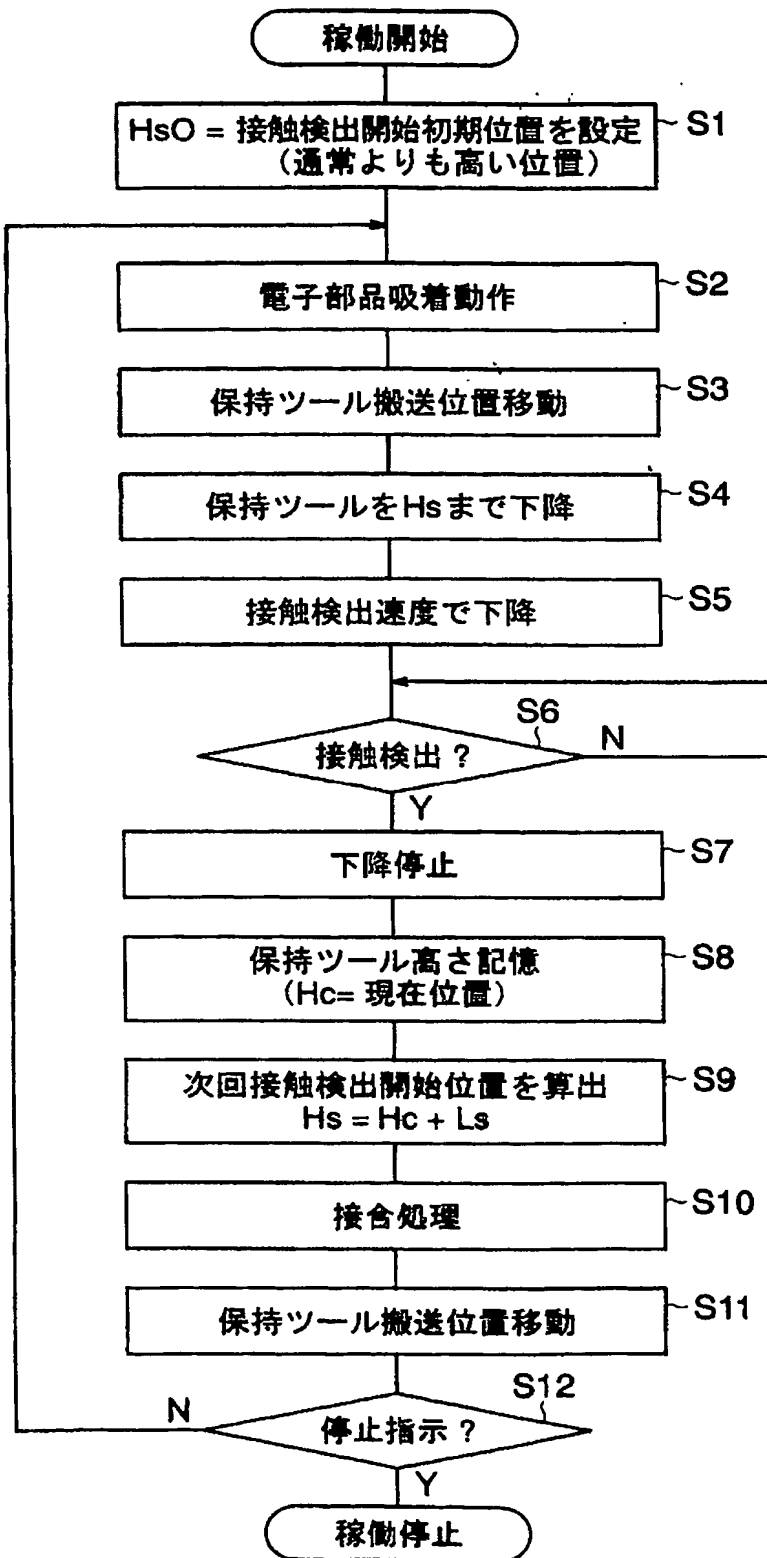 稼働開始
HsO = 接触検出開始初期位置を設定
（通常よりも高い位置）
S1
電子部品吸着動作
S2
保持ツール搬送位置移動
S3
保持ツールをHsまで下降
S4
接触検出速度で下降
S5
接触検出？
S6
N
Y
下降停止
S7
保持ツール高さ記憶
（Hc= 現在位置）
S8
次回接触検出開始位置を算出
Hs = Hc + Ls
S9
接合処理
S10
保持ツール搬送位置移動
S11
停止指示？
S12
N
Y
稼働停止